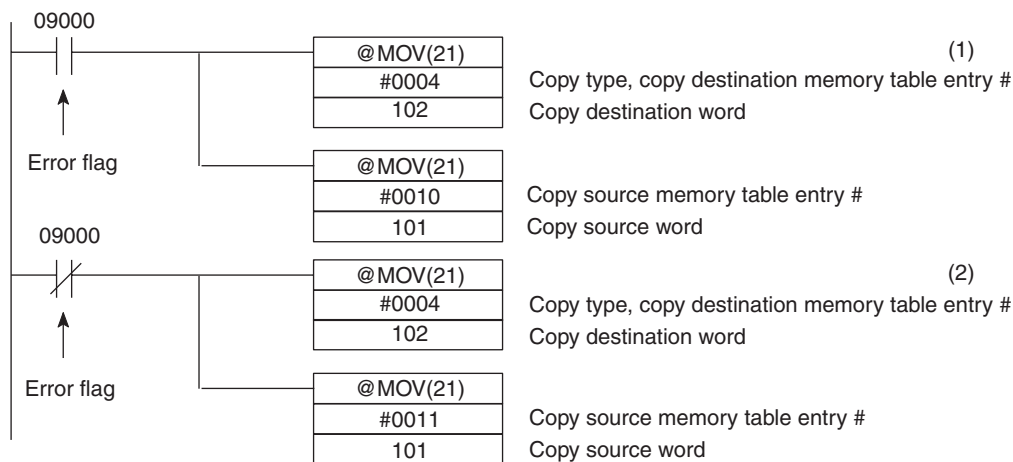 09000
@MOV(21) (1)
#0004 Copy type, copy destination memory table entry #
102 Copy destination word
Error flag
@MOV(21)
#0010 Copy source memory table entry #
101 Copy source word
09000
@MOV(21) (2)
#0004 Copy type, copy destination memory table entry #
102 Copy destination word
Error flag
@MOV(21)
#0011 Copy source memory table entry #
101 Copy source word